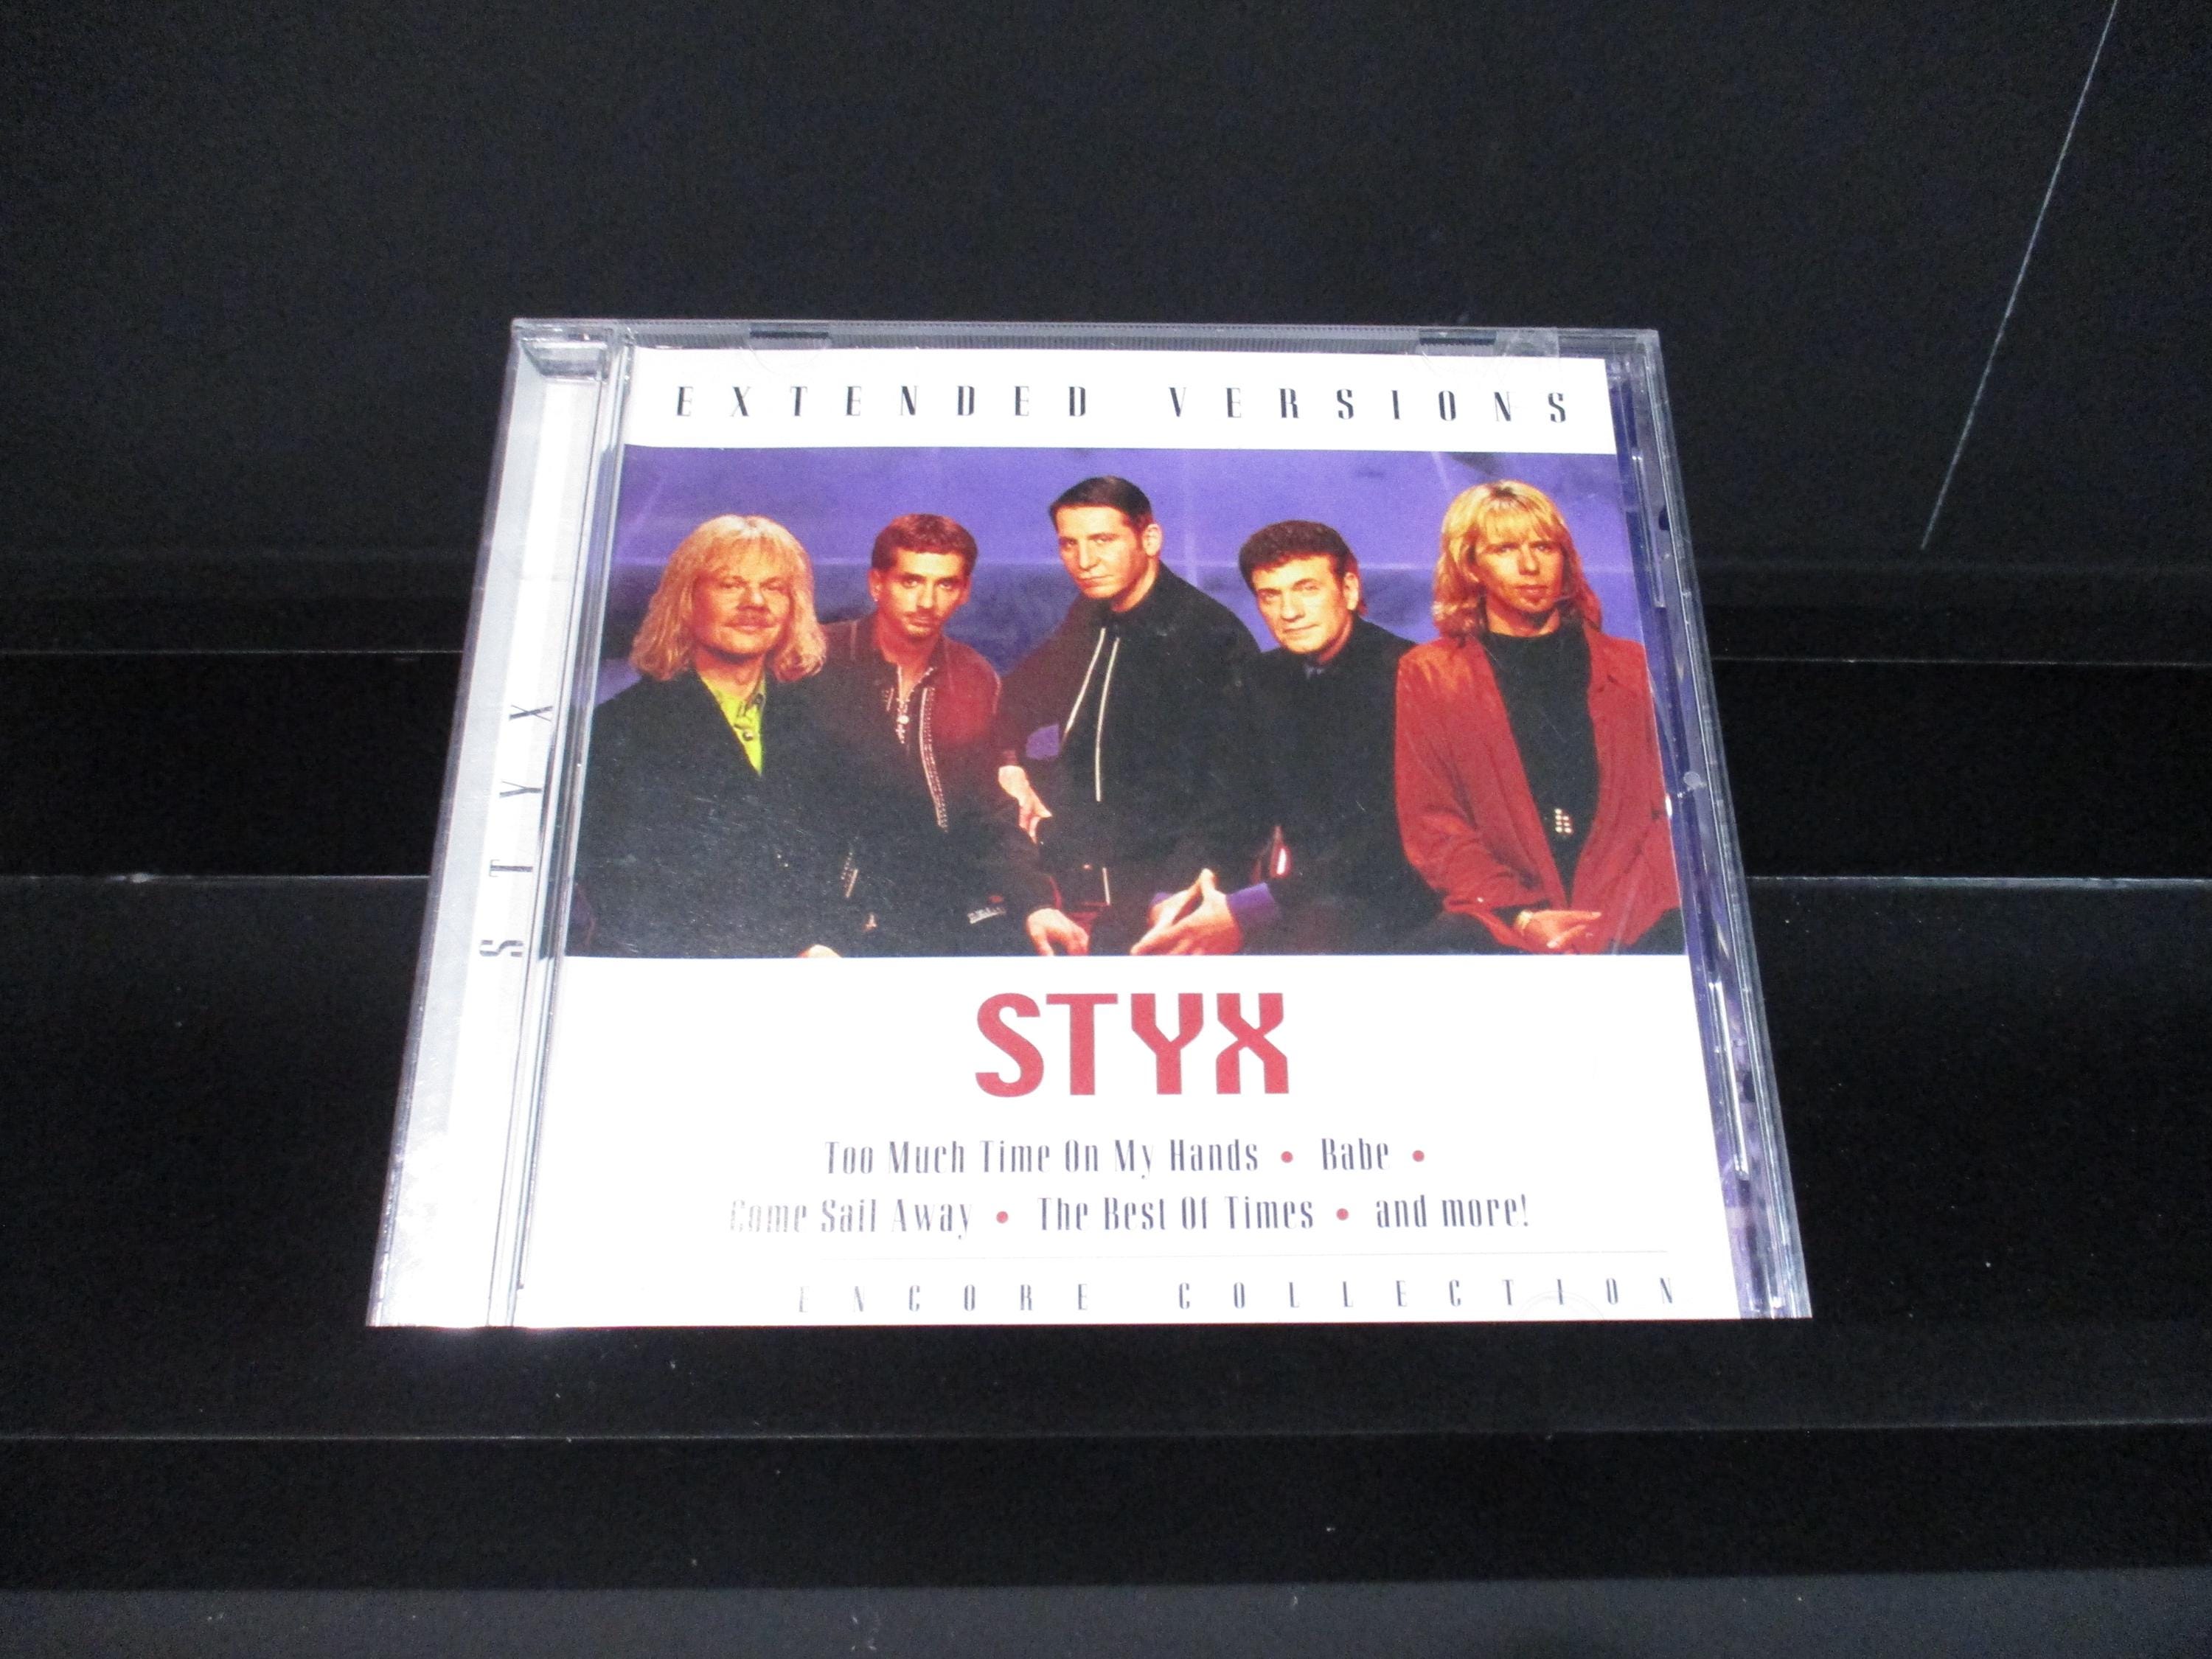 EXTENDED VERSIONS
STYX
STYX
Too Much Time On My Hands • Babe •
Come Sail Away • The Best Of Times • and more!
ENCORE COLLECTION